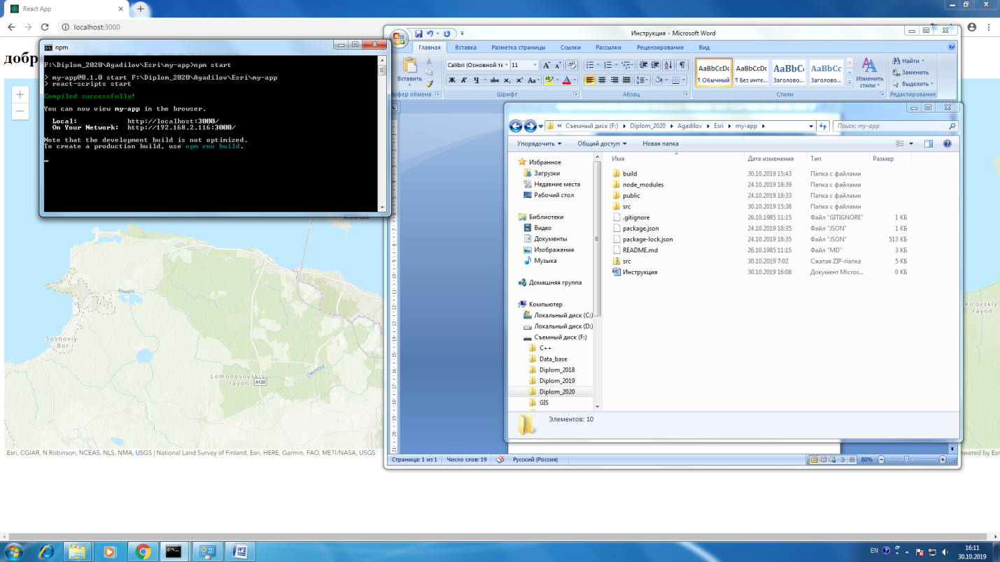 React App
localhost:3000
добр
Esri, CGIAR, N Robinson, NCEAS, NLS, NMA, USGS | National Land Survey of Finland, Esri, HERE, Garmin, FAO, METI/NASA, USGS
Sosnoviy
Bor
Lomonosovskiy
rayon
A120
Chernaya
Kirovskiy
rayon
npm
F:\Diplom_2020\Agadilov\Esri\my-app>npm start
> my-app@0.1.0 start F:\Diplom_2020\Agadilov\Esri\my-app
> react-scripts start
Compiled successfully!
You can now view my-app in the browser.
Local: http://localhost:3000/
On Your Network: http://192.168.2.116:3000/
Note that the development build is not optimized.
To create a production build, use npm run build.
Инструкция - Microsoft Word
Главная Вставка Разметка страницы Ссылки Рассылки Рецензирование Вид
Вставить
буфер обмена
Calibri (Основной те 11
Ж К Ч abc x₂ x² Aa
Шрифт
Абзац
AaBbCcDc AaBbCcDc AaBbC AaBbCc
¶ Обычный ¶ Без инте... Заголово... Заголово...
Изменить
стили
Стили
Найти
Заменить
Выделить
Редактирование
« Съемный диск (F:) Diplom_2020 Agadilov Esri my-app
Поиск: my-app
Упорядочить Общий доступ Новая папка
Избранное
Загрузки
Недавние места
Рабочий стол
Библиотеки
Видео
Документы
Изображения
Музыка
Домашняя группа
Компьютер
Локальный диск (C:)
Локальный диск (D:)
Съемный диск (F:)
C++
Data_base
Diplom_2018
Diplom_2019
Diplom_2020
GIS
Имя Дата изменения Тип Размер
build 30.10.2019 15:43 Папка с файлами
node_modules 24.10.2019 18:39 Папка с файлами
public 24.10.2019 18:33 Папка с файлами
src 30.10.2019 15:38 Папка с файлами
.gitignore 26.10.1985 11:15 Файл "GITIGNORE" 1 КБ
package.json 24.10.2019 18:35 Файл "JSON" 1 КБ
package-lock.json 24.10.2019 18:35 Файл "JSON" 513 КБ
README.md 26.10.1985 11:15 Файл "MD" 3 КБ
src 30.10.2019 7:02 Сжатая ZIP-папка 5 КБ
Инструкция 30.10.2019 16:08 Документ Micros... 0 КБ
Элементов: 10
Страница: 1 из 1 Число слов: 19 Русский (Россия) 80%
owered by Esr
EN
16:11
30.10.2019